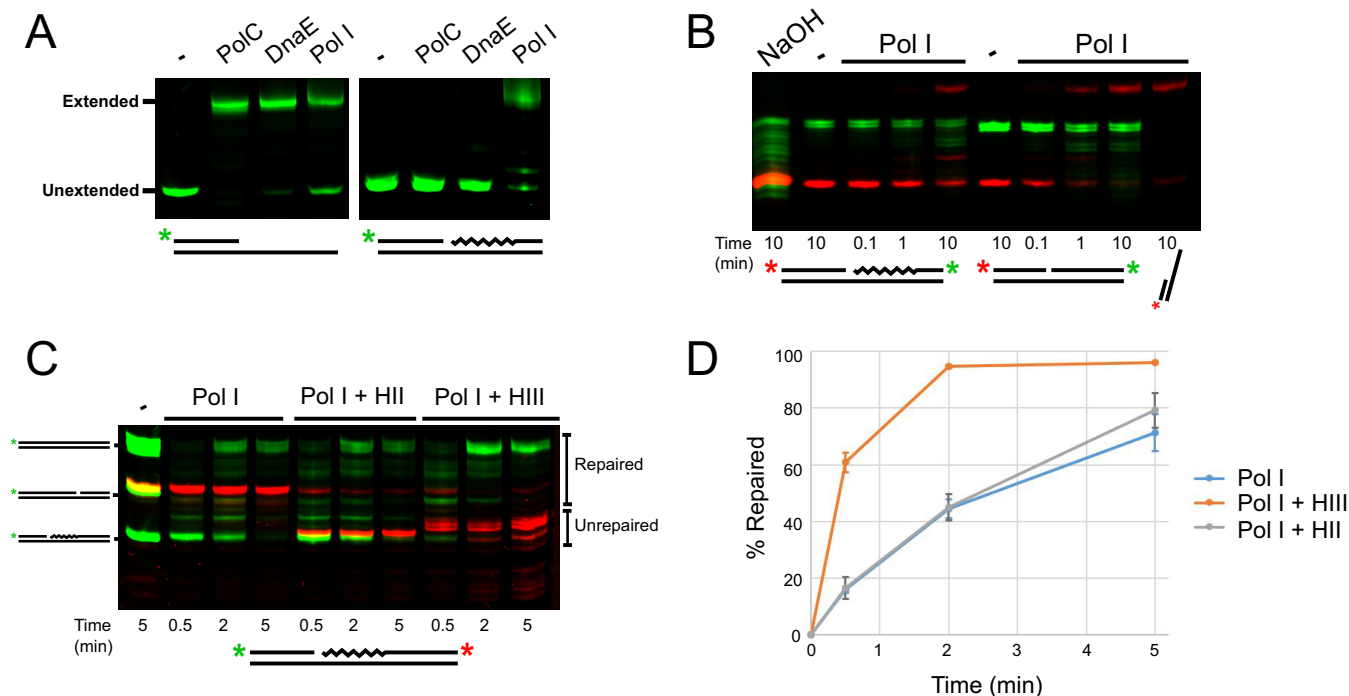 A
- PolC DnaE Pol I - PolC DnaE Pol I
Extended
Unextended
* *
B
NaOH - Pol I - Pol I
Time (min) 10 10 0.1 1 10 10 0.1 1 10 10
* * * * *
C
- Pol I Pol I + HII Pol I + HIII
*
*
*
Repaired
Unrepaired
Time (min) 5 0.5 2 5 0.5 2 5 0.5 2 5
* *
D
% Repaired
100
80
60
40
20
0
0 1 2 3 4 5
Time (min)
Pol I
Pol I + HIII
Pol I + HII